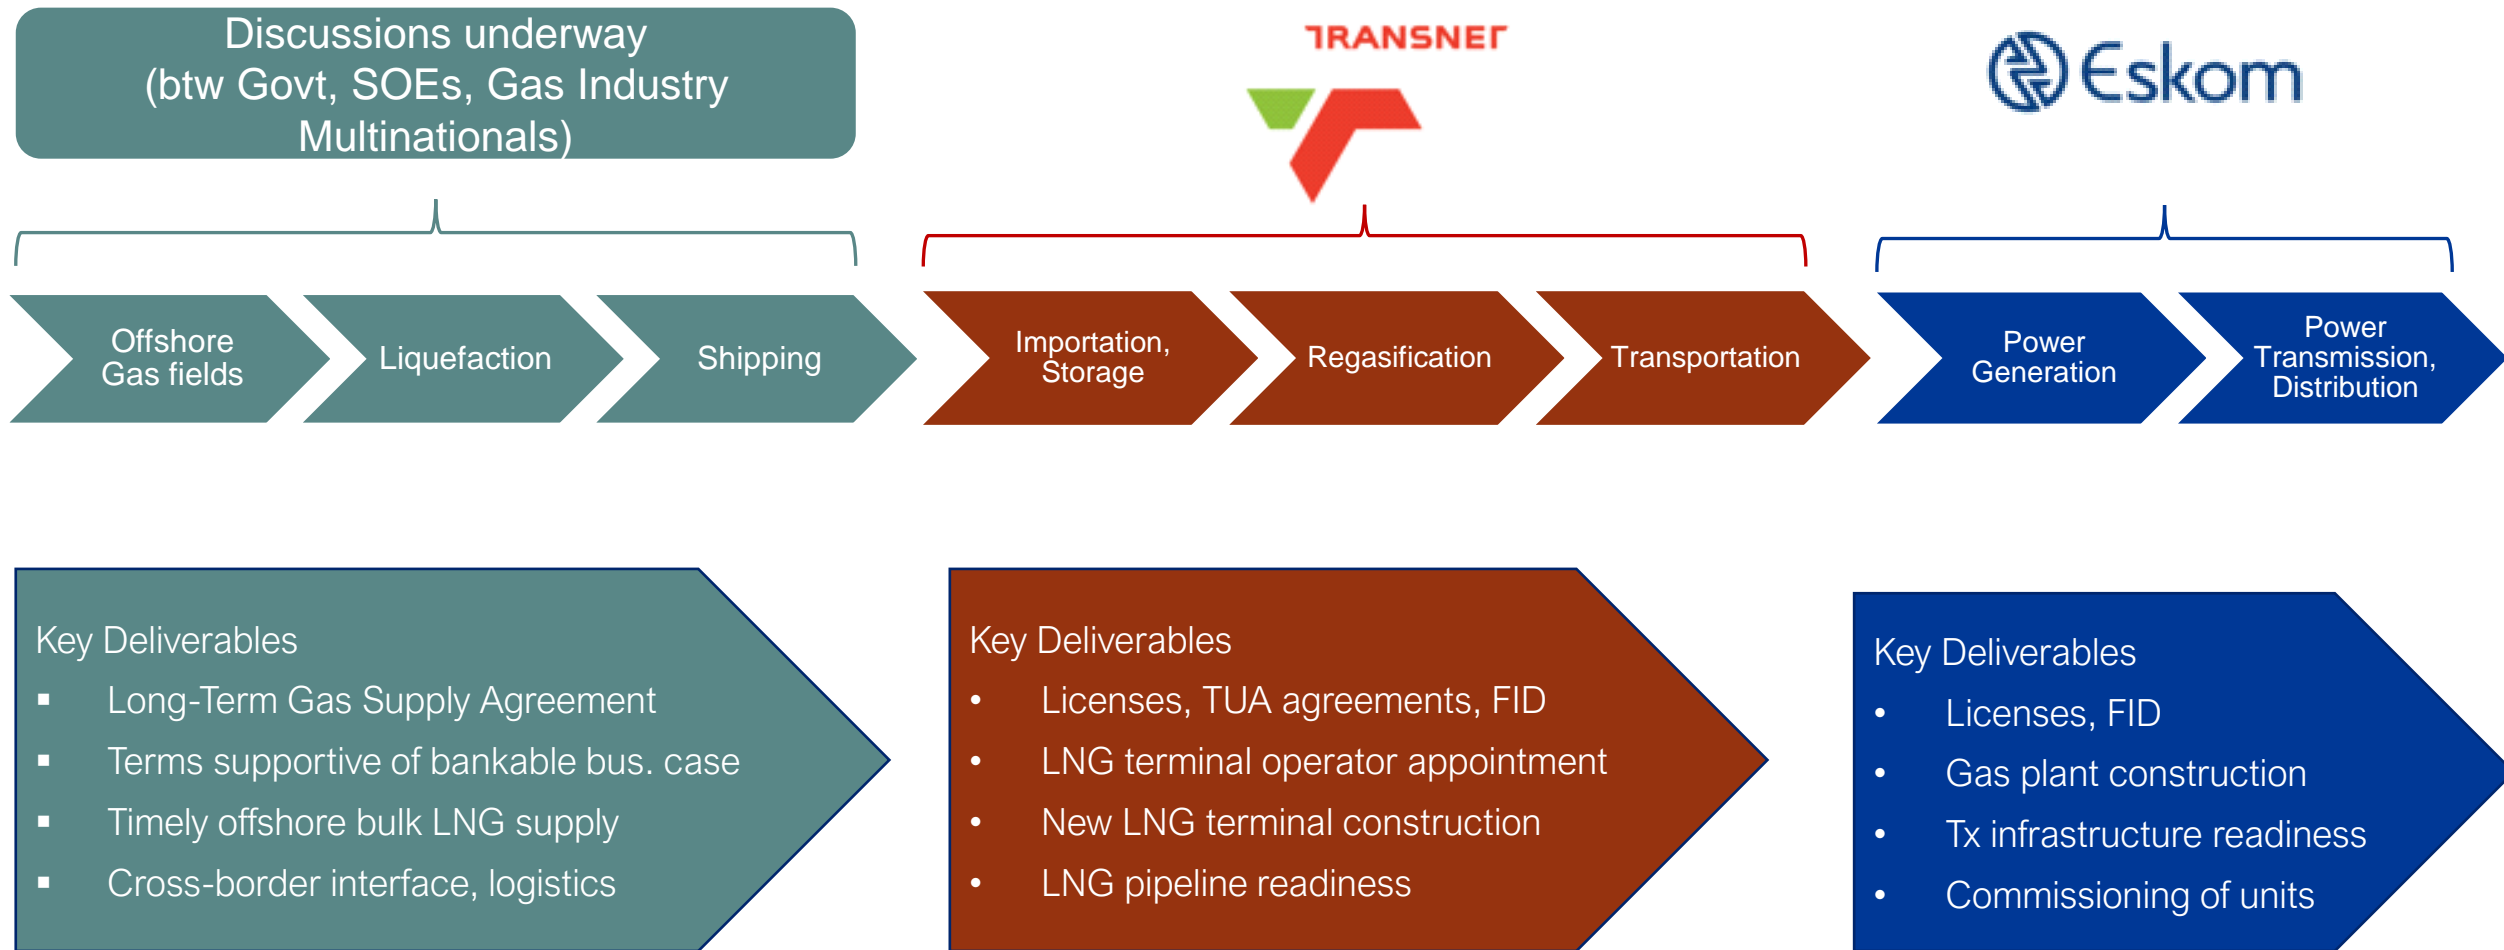 Discussions underway
(btw Govt, SOEs, Gas Industry
Multinationals)
TRANSNET
Eskom
Offshore
Gas fields
Liquefaction
Shipping
Importation,
Storage
Regasification
Transportation
Power
Generation
Power
Transmission,
Distribution
Key Deliverables
▪ Long-Term Gas Supply Agreement
▪ Terms supportive of bankable bus. case
▪ Timely offshore bulk LNG supply
▪ Cross-border interface, logistics
Key Deliverables
• Licenses, TUA agreements, FID
• LNG terminal operator appointment
• New LNG terminal construction
• LNG pipeline readiness
Key Deliverables
• Licenses, FID
• Gas plant construction
• Tx infrastructure readiness
• Commissioning of units